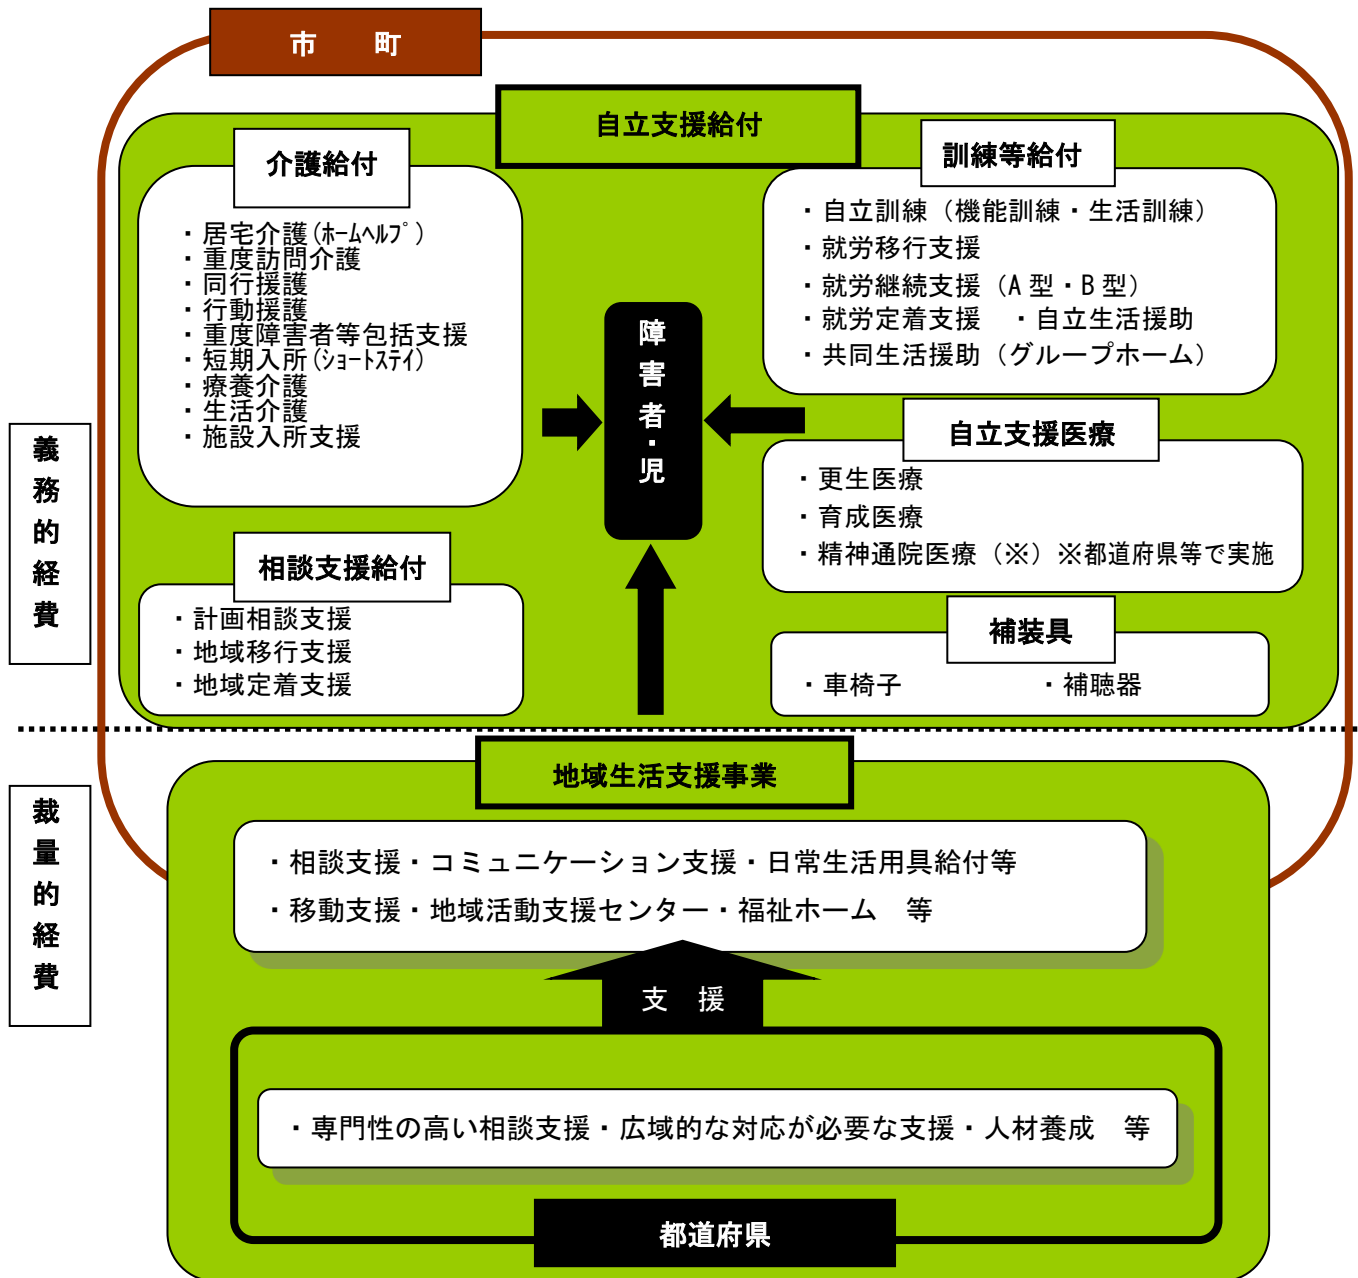 市　町
自立支援給付
介護給付
・居宅介護(ﾎｰﾑﾍﾙﾌﾟ)
・重度訪問介護
・同行援護
・行動援護
・重度障害者等包括支援
・短期入所(ｼｮｰﾄｽﾃｲ)
・療養介護
・生活介護
・施設入所支援
訓練等給付
・自立訓練（機能訓練・生活訓練）
・就労移行支援
・就労継続支援（A型・B型）
・就労定着支援　・自立生活援助
・共同生活援助（グループホーム）
障害者・児
義務的経費
自立支援医療
・更生医療
・育成医療
・精神通院医療（※）※都道府県等で実施
相談支援給付
・計画相談支援
・地域移行支援
・地域定着支援
補装具
・車椅子　・補聴器
地域生活支援事業
裁量的経費
・相談支援・コミュニケーション支援・日常生活用具給付等
・移動支援・地域活動支援センター・福祉ホーム　等
支　援
・専門性の高い相談支援・広域的な対応が必要な支援・人材養成　等
都道府県